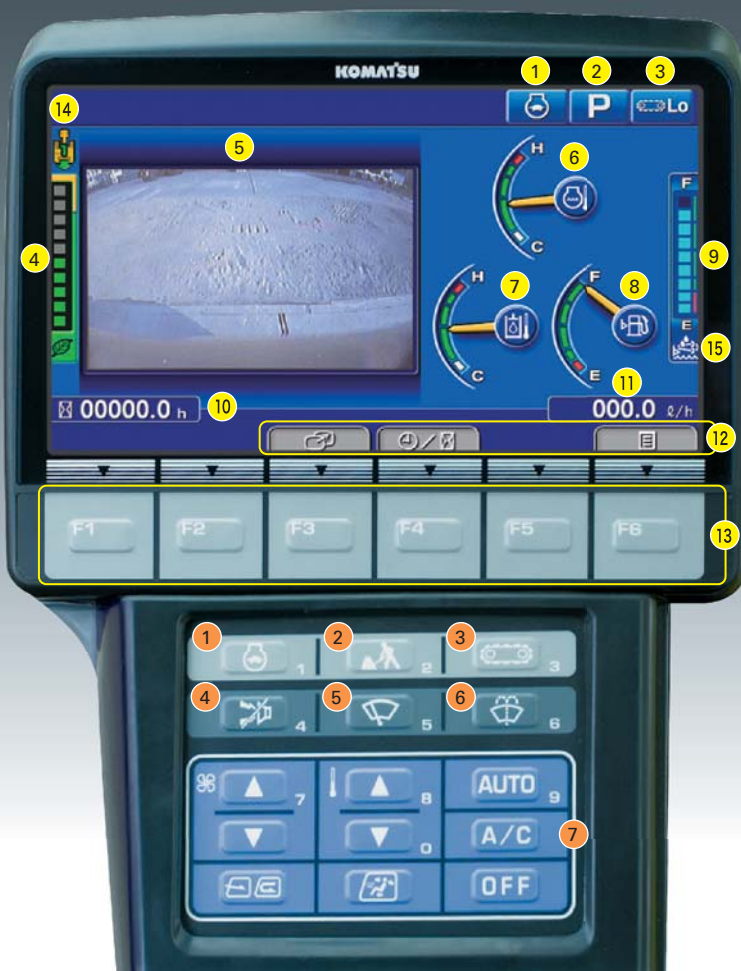 KOMATSU
1 2 3
P Lo
14
5
H
6
C
F
4
9
H
7
F
8
C
E
E
15
11
00000.0 h
10
000.0 ℓ/h
12
F1 F2 F3 F4 F5 F6
13
1 2 3
1 2 3
4 5 6
4 5 6
7 8 AUTO 9
0 A/C 7
OFF